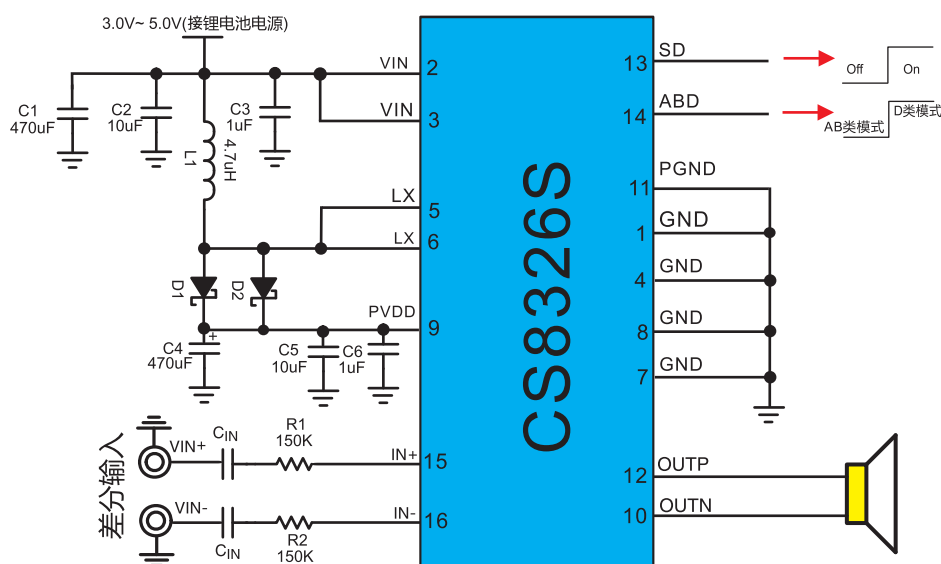 3.0V~ 5.0V(接锂电池电源)
C1
470uF
C2
10uF
C3
1uF
L1
4.7uH
VIN
2
VIN
3
LX
5
LX
6
D1
D2
PVDD
9
C4
470uF
+
C5
10uF
C6
1uF
差分输入
VIN+
CIN
R1
150K
IN+
15
VIN-
CIN
R2
150K
IN-
16
CS8326S
13
SD
Off
On
14
ABD
AB类模式
D类模式
PGND
11
GND
1
GND
4
GND
8
GND
7
OUTP
12
OUTN
10